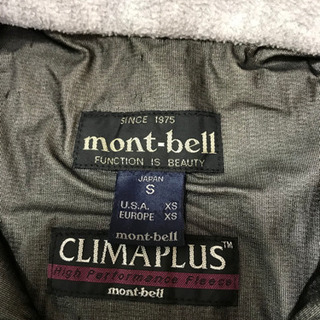 SINCE 1975
mont-bell
FUNCTION IS BEAUTY
JAPAN
S
U.S.A. XS
EUROPE XS
mont-bell
CLIMAPLUS™
High Performance Fleece
mont-bell